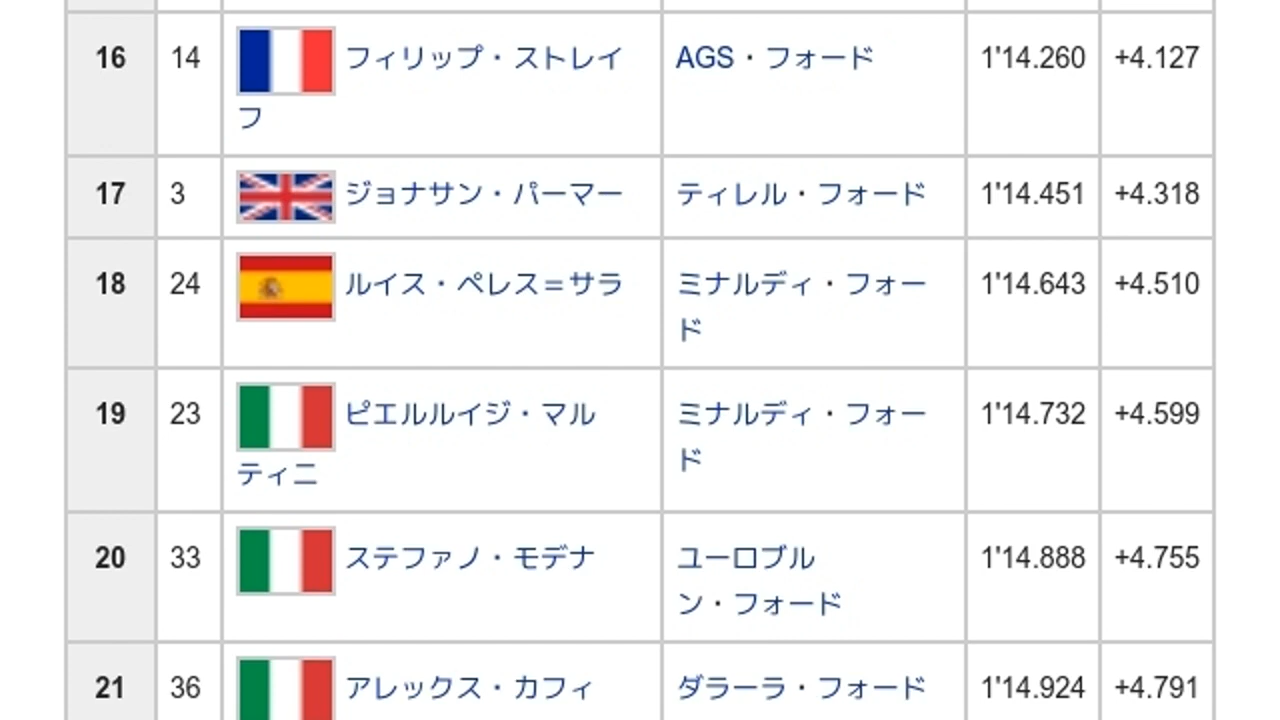 16 14 フィリップ・ストレイ AGS・フォード 1'14.260 +4.127
フ
17 3 ジョナサン・パーマー ティレル・フォード 1'14.451 +4.318
18 24 ルイス・ペレス=サラ ミナルディ・フォー 1'14.643 +4.510
ド
19 23 ピエルルイジ・マル ミナルディ・フォー 1'14.732 +4.599
ド
ティニ
20 33 ステファノ・モデナ ユーロブル 1'14.888 +4.755
ン・フォード
21 36 アレックス・カフィ ダラーラ・フォード 1'14.924 +4.791